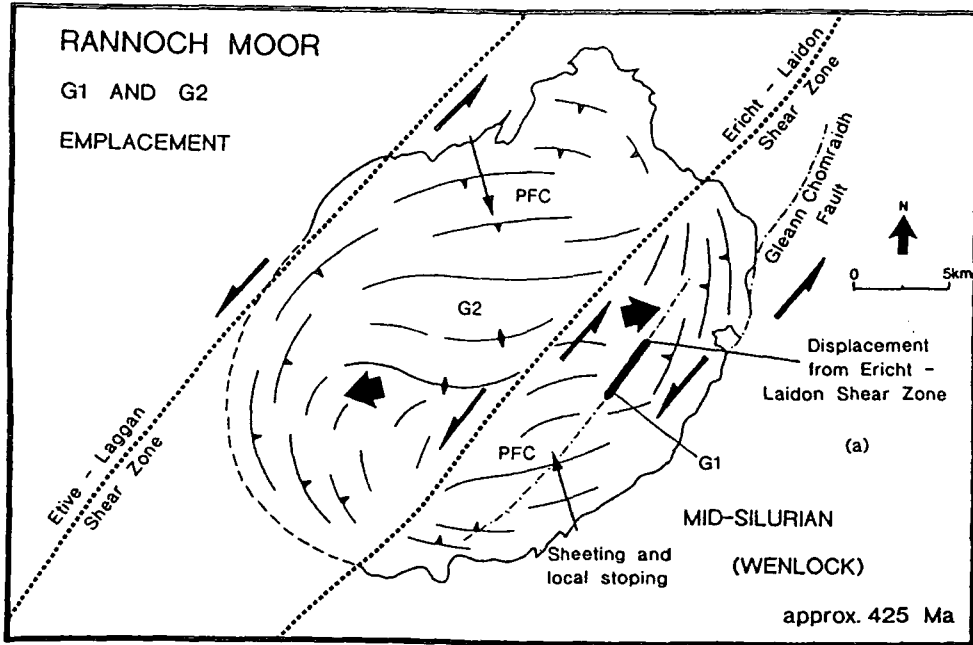 RANNOCH MOOR
G1 AND G2
EMPLACEMENT
Ericht - Laidon
Shear Zone
Gleann Chomraidh
Fault
PFC
N
0 5km
G2
Displacement
from Ericht -
Laidon Shear Zone
(a)
Etive - Laggan
Shear Zone
PFC
G1
Sheeting and
local stoping
MID-SILURIAN
(WENLOCK)
approx. 425 Ma